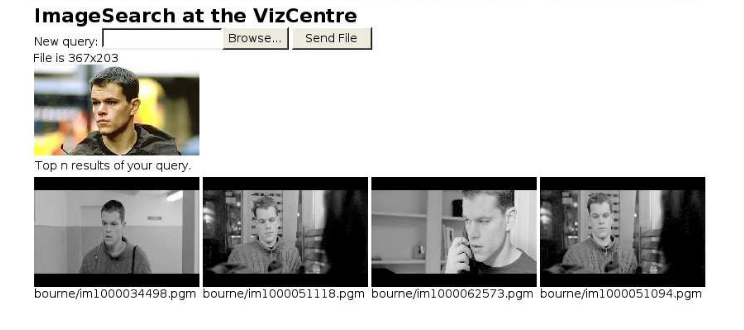 ImageSearch at the VizCentre
New query: Browse... Send File
File is 367x203
Top n results of your query.
bourne/im1000034498.pgm bourne/im1000051118.pgm bourne/im1000062573.pgm bourne/im1000051094.pgm